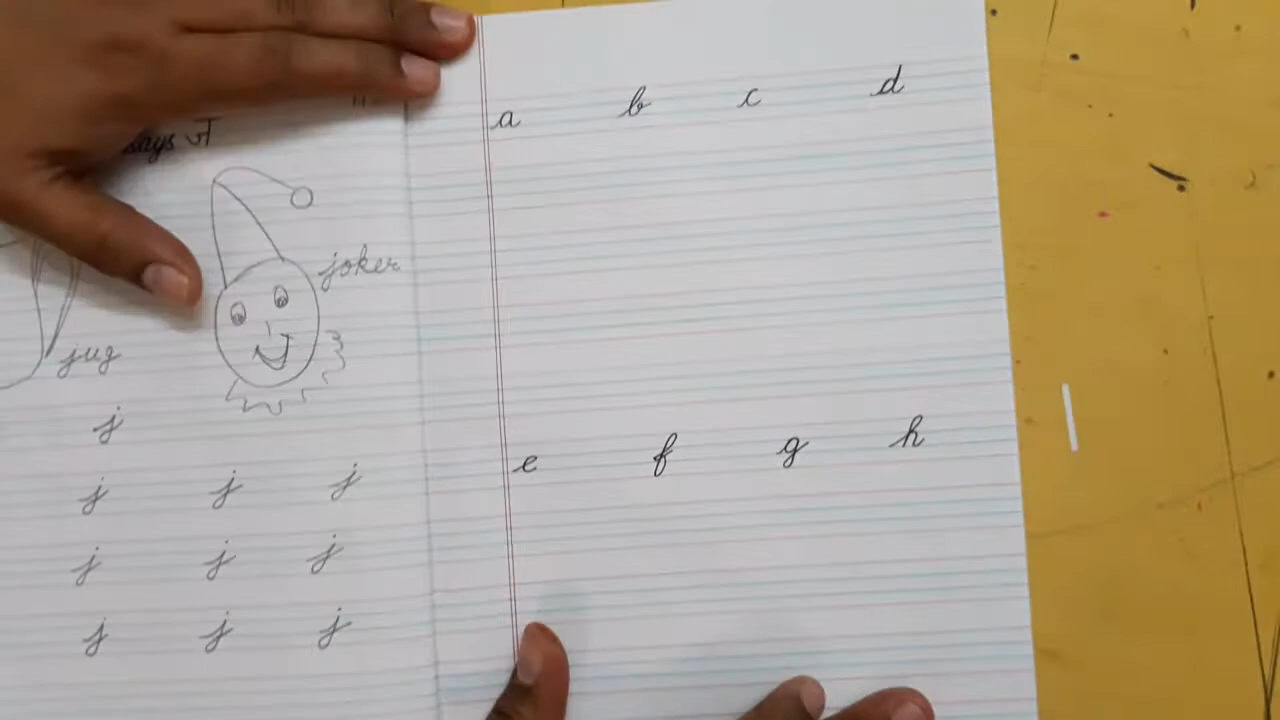 says ज
joker
jug
j
j j j
j j j
j j j
a b c d
e f g h